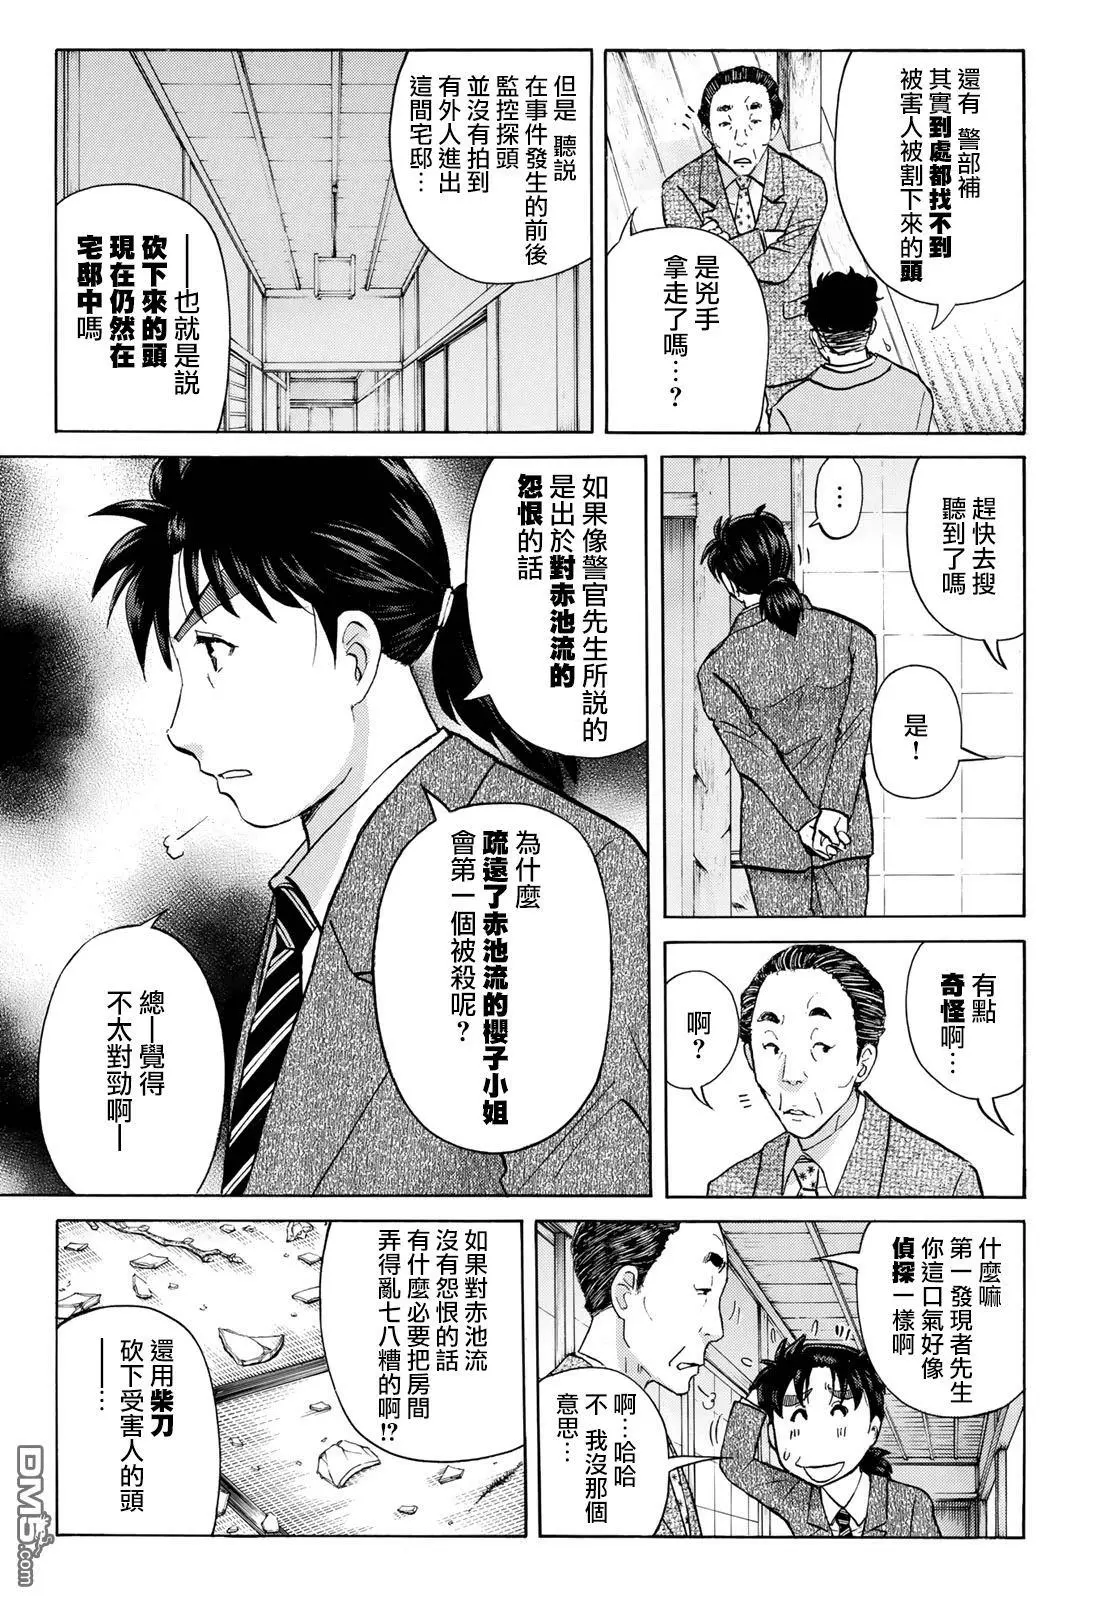 還有 警部補
其實到處都找不到
被害人被割下來的頭
是兇手
拿走了嗎…?
但是 聽說
在事件發生的前後
監控探頭
並沒有拍到
有外人進出
這間宅邸…
——也就是說
砍下來的頭
現在仍然在
宅邸中嗎
趕快去搜
聽到了嗎
…
是!
如果像警官先生所說的
是出於對赤池流的
怨恨的話
為什麼
疏遠了赤池流的櫻子小姐
會第一個被殺呢?
總—覺得
不太對勁啊—
有點
奇怪啊…
啊?
什麼嘛
第一發現者先生
你這口氣好像
偵探一樣啊
啊…哈哈
不 我沒那個
意思…
如果對赤池流
沒有怨恨的話
有什麼必要把房間
弄得亂七八糟的啊!?
還用柴刀
砍下受害人的頭
——…
DM5.com